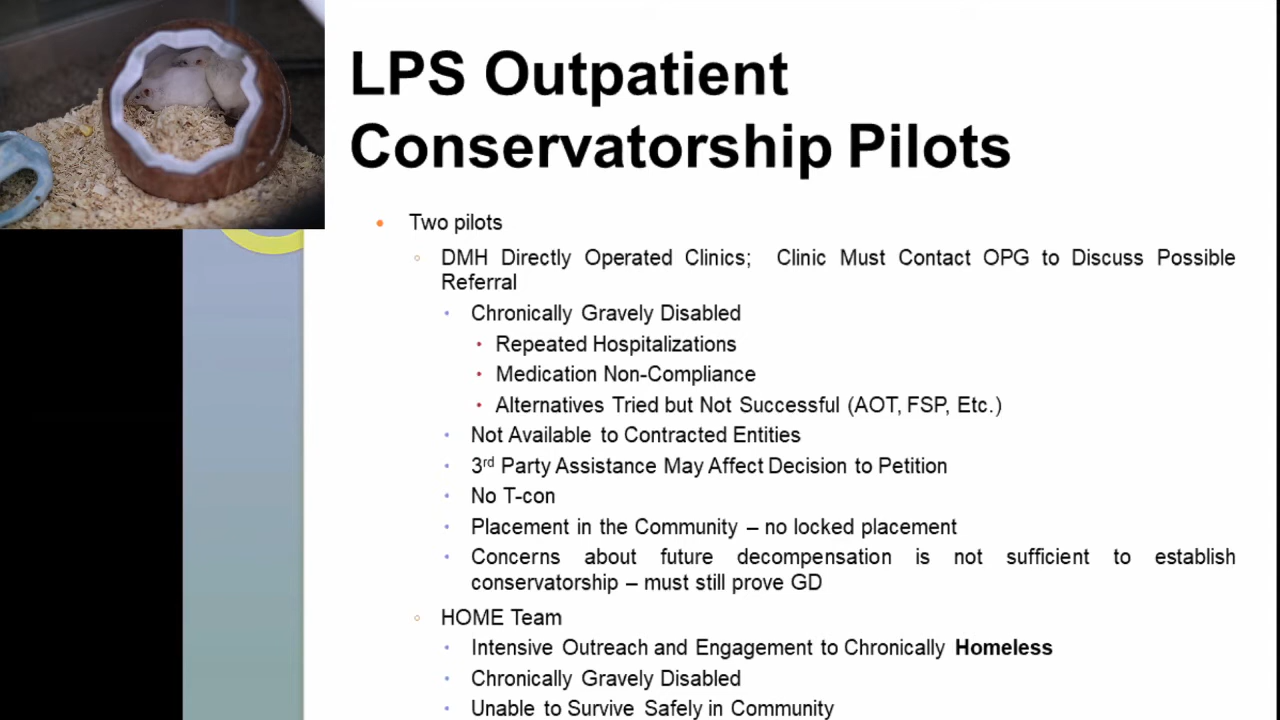 LPS Outpatient
Conservatorship Pilots
Two pilots
DMH Directly Operated Clinics; Clinic Must Contact OPG to Discuss Possible
Referral
Chronically Gravely Disabled
Repeated Hospitalizations
Medication Non-Compliance
Alternatives Tried but Not Successful (AOT, FSP, Etc.)
Not Available to Contracted Entities
3rd Party Assistance May Affect Decision to Petition
No T-con
Placement in the Community – no locked placement
Concerns about future decompensation is not sufficient to establish
conservatorship – must still prove GD
HOME Team
Intensive Outreach and Engagement to Chronically Homeless
Chronically Gravely Disabled
Unable to Survive Safely in Community